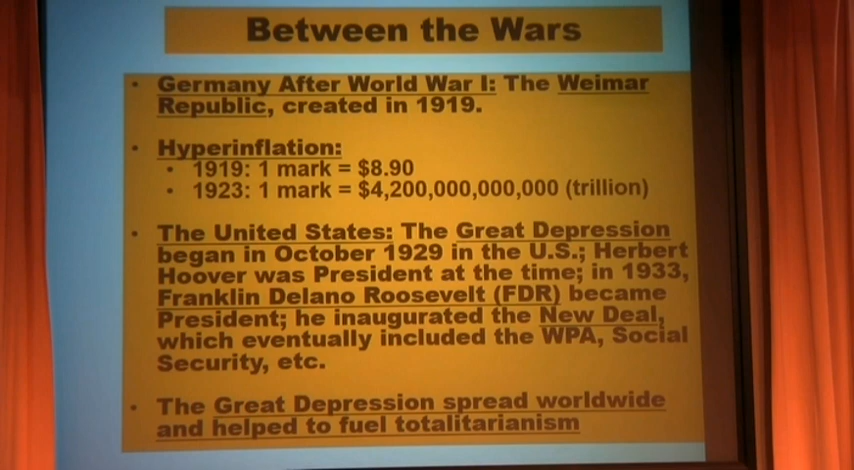 Between the Wars
• Germany After World War I: The Weimar
Republic, created in 1919.
• Hyperinflation:
• 1919: 1 mark = $8.90
• 1923: 1 mark = $4,200,000,000,000 (trillion)
• The United States: The Great Depression
began in October 1929 in the U.S.; Herbert
Hoover was President at the time; in 1933,
Franklin Delano Roosevelt (FDR) became
President; he inaugurated the New Deal,
which eventually included the WPA, Social
Security, etc.
• The Great Depression spread worldwide
and helped to fuel totalitarianism